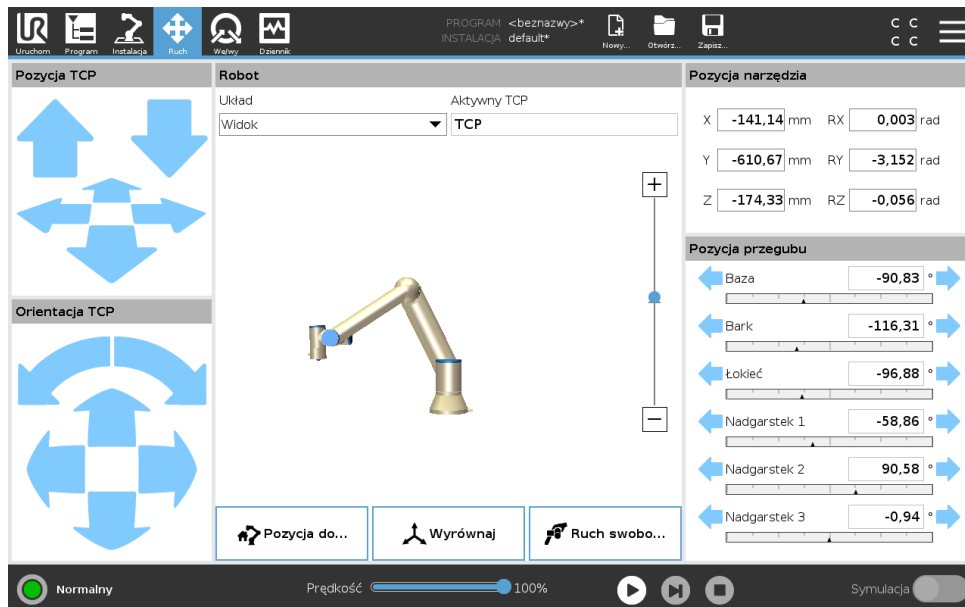 PROGRAM <beznazwy>*
INSTALACJA default*
UR
Uruchom Program Instalacja Ruch We/wy Dziennik Nowy... Otwórz... Zapisz...
C C
C C
Pozycja TCP
Robot
Układ Aktywny TCP
Widok TCP
Pozycja narzędzia
X -141,14 mm RX 0,003 rad
Y -610,67 mm RY -3,152 rad
Z -174,33 mm RZ -0,056 rad
Pozycja przegubu
Baza -90,83 °
Bark -116,31 °
Łokieć -96,88 °
Nadgarstek 1 -58,86 °
Nadgarstek 2 90,58 °
Nadgarstek 3 -0,94 °
Orientacja TCP
Pozycja do... Wyrównaj Ruch swobo...
Normalny Prędkość 100% Symulacja